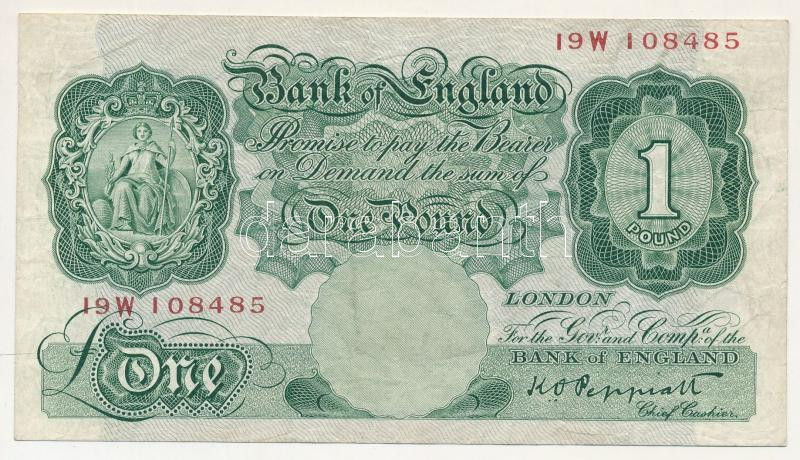 19W 108485
Bank of England
I Promise to pay the Bearer
on Demand the sum of
One Pound
1
POUND
19W 108485
LONDON
For the Govr. and Compa. of the
BANK of ENGLAND
K O Peppiatt
Chief Cashier.
£One
darabanth